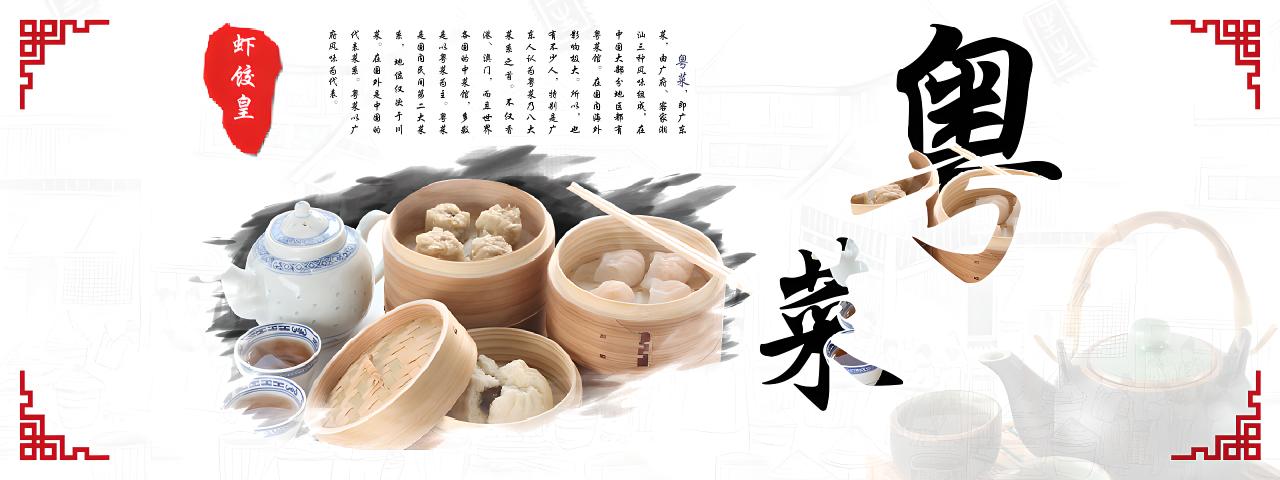 粤菜
粤菜，即广东
菜，由广府、客家潮
汕三种风味组成，在
中国大部分地区都有
粤菜馆。在国内海外
影响极大。所以，也
有不少人，特别是广
东人认为粤菜乃八大
菜系之首。不仅香
港、澳门，而且世界
各国的中菜馆，多数
是以粤菜为主。粤菜
是国内民间第二大菜
系，地位仅次于川
菜。在国外是中国的
代表菜系。粤菜以广
府风味为代表。
虾饺皇